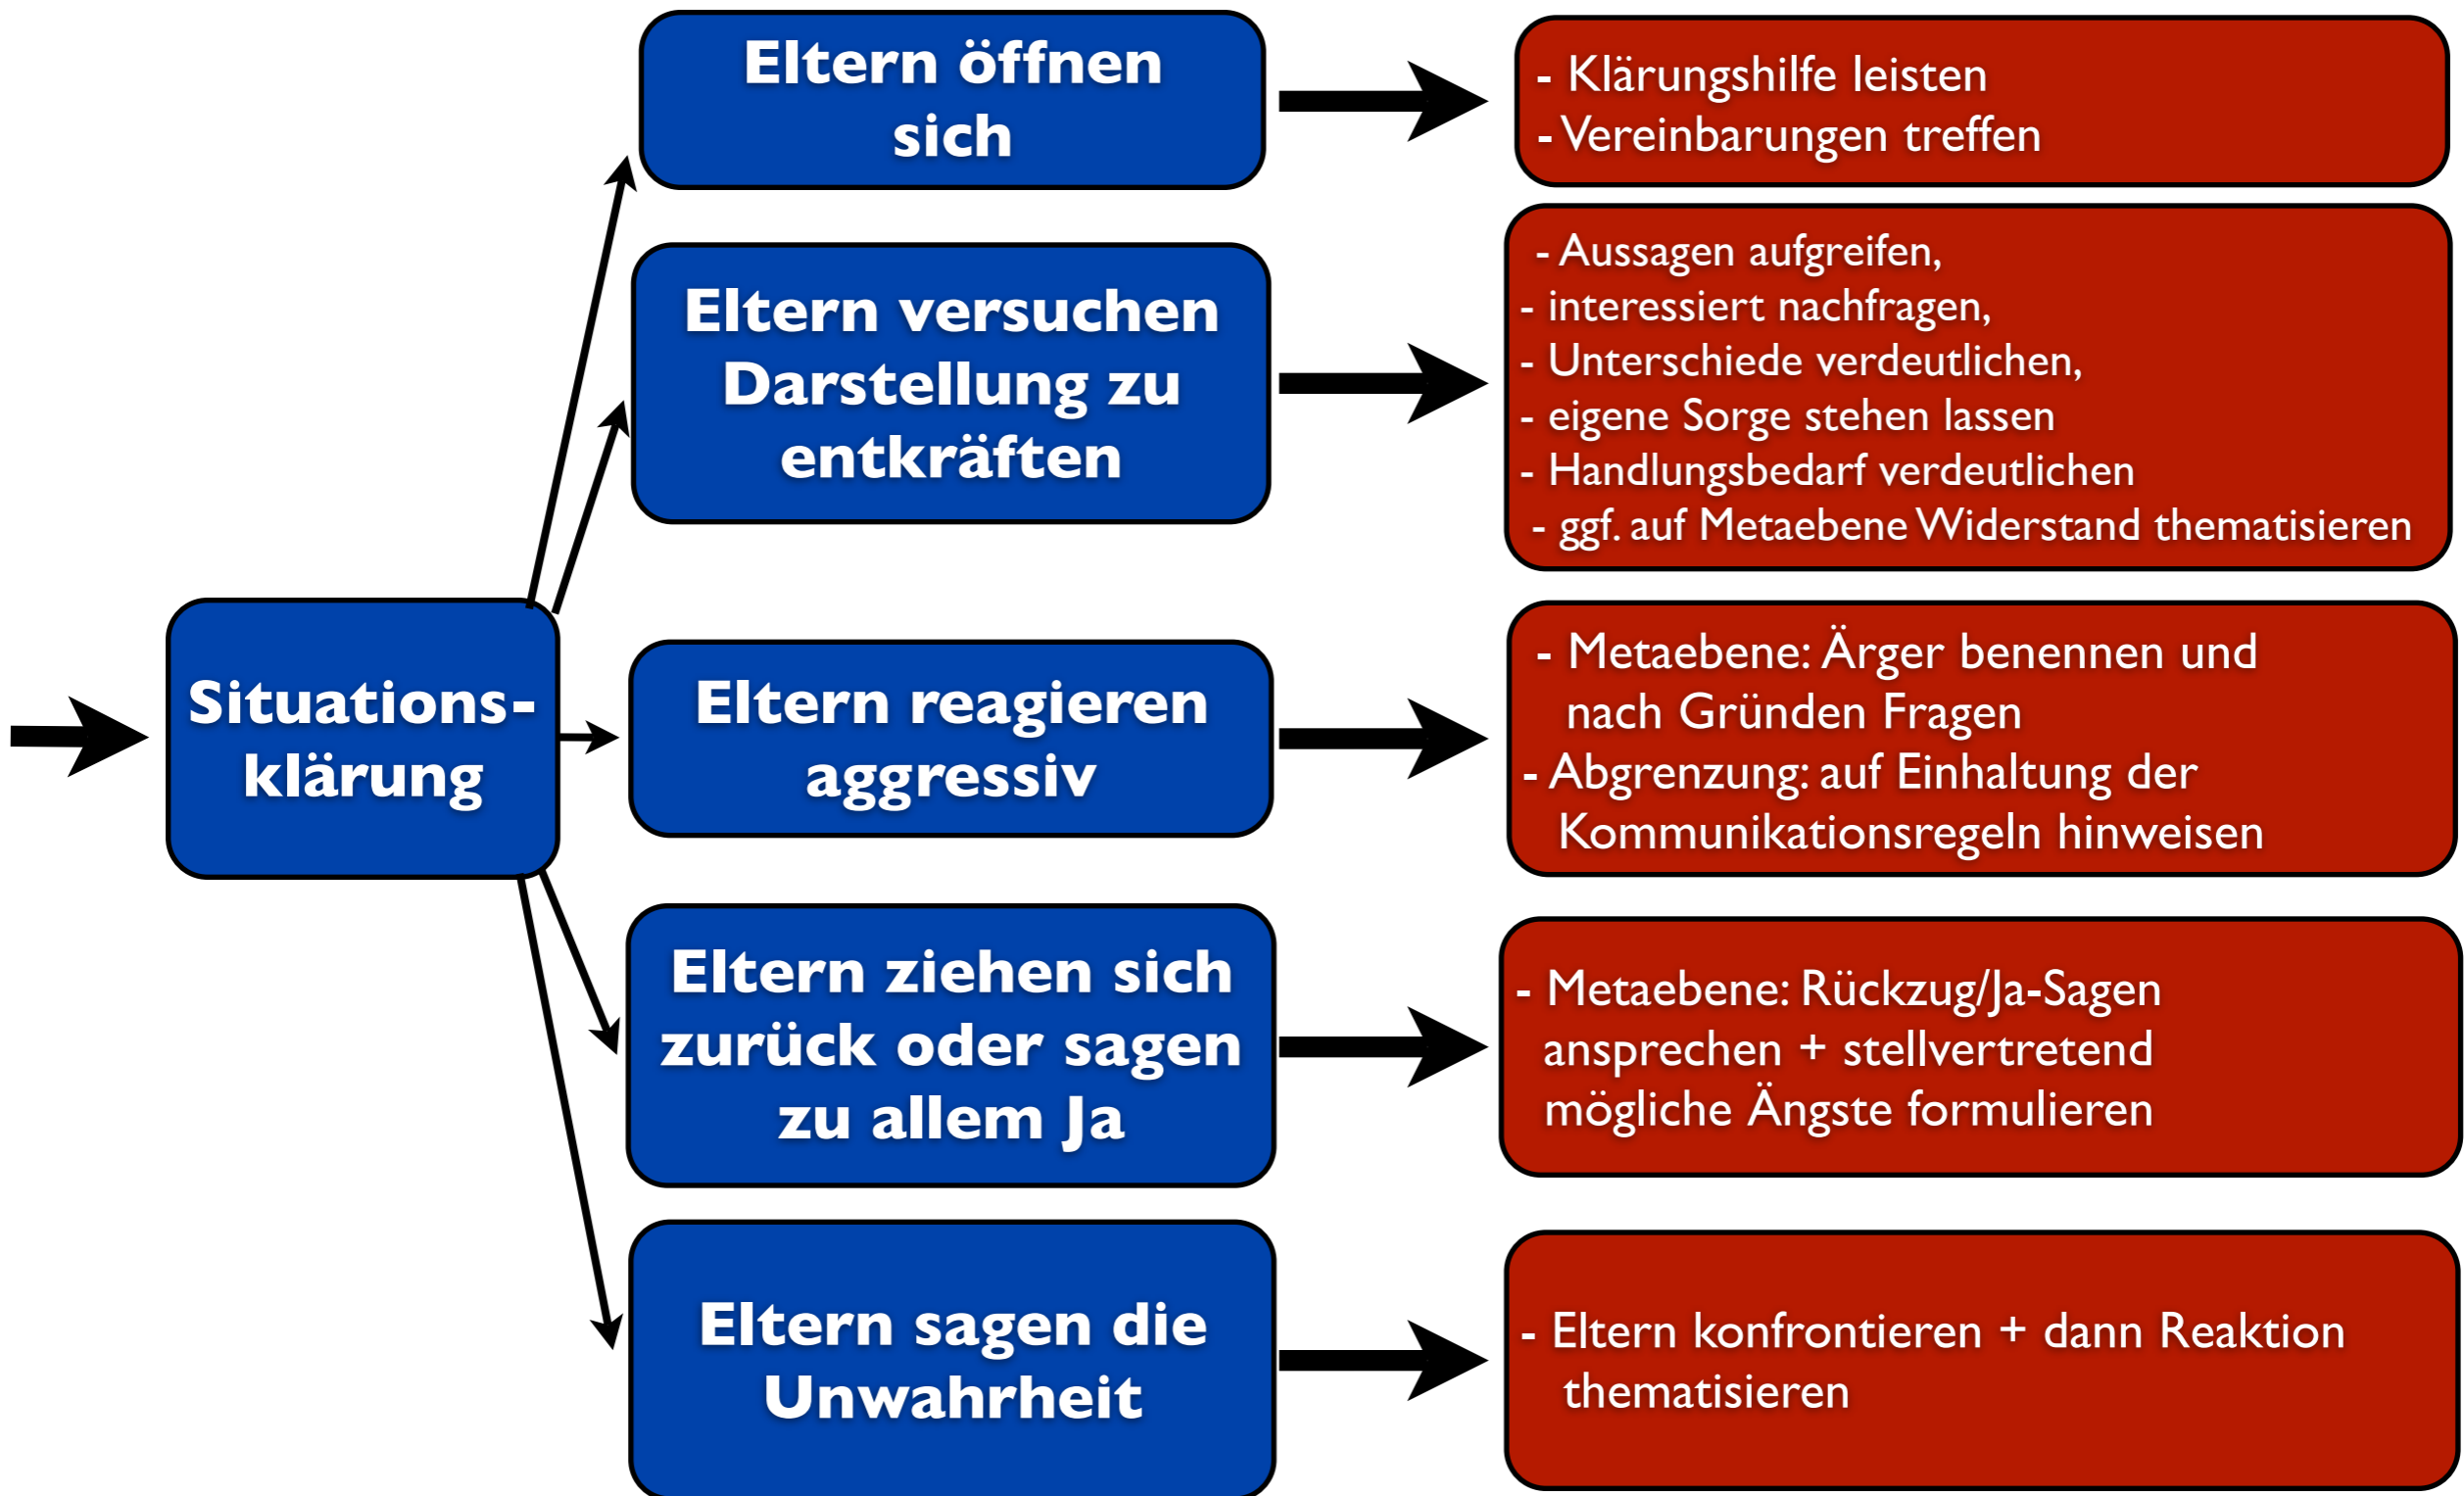 Situations-
klärung
Eltern öffnen
sich
- Klärungshilfe leisten
- Vereinbarungen treffen
Eltern versuchen
Darstellung zu
entkräften
- Aussagen aufgreifen,
- interessiert nachfragen,
- Unterschiede verdeutlichen,
- eigene Sorge stehen lassen
- Handlungsbedarf verdeutlichen
- ggf. auf Metaebene Widerstand thematisieren
Eltern reagieren
aggressiv
- Metaebene: Ärger benennen und
nach Gründen Fragen
- Abgrenzung: auf Einhaltung der
Kommunikationsregeln hinweisen
Eltern ziehen sich
zurück oder sagen
zu allem Ja
- Metaebene: Rückzug/Ja-Sagen
ansprechen + stellvertretend
mögliche Ängste formulieren
Eltern sagen die
Unwahrheit
- Eltern konfrontieren + dann Reaktion
thematisieren